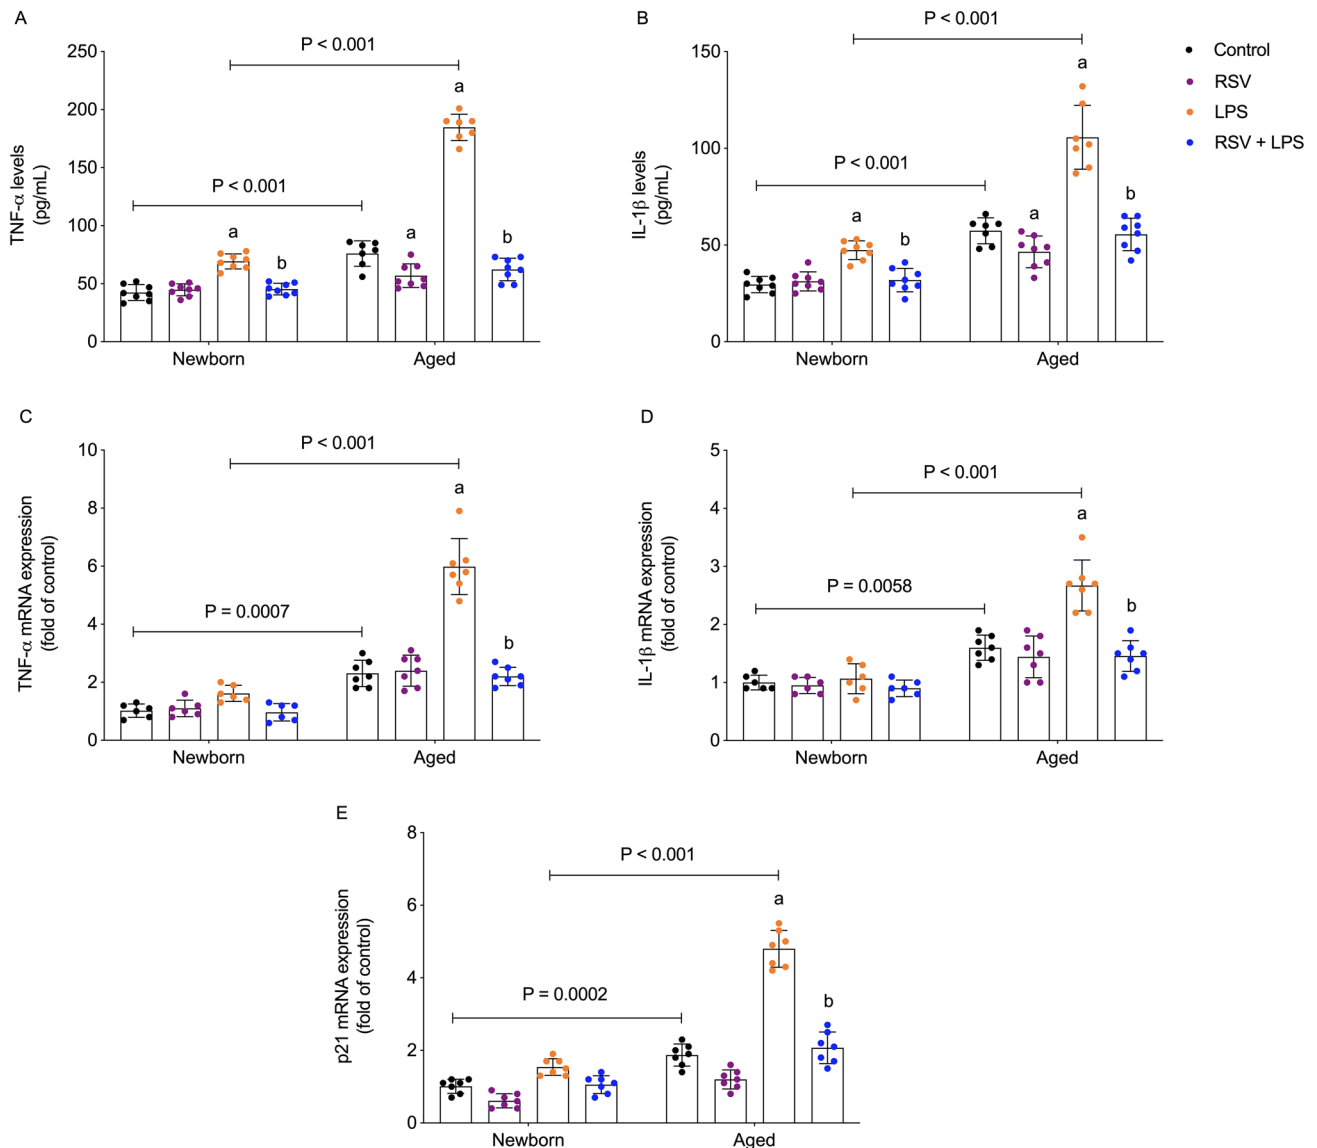 A
P < 0.001
P < 0.001
TNF-α levels
(pg/mL)
250
200
150
100
50
0
a
b
a
a
b
Newborn
Aged
B
P < 0.001
P < 0.001
IL-1β levels
(pg/mL)
150
100
50
0
a
b
a
a
b
Newborn
Aged
Control
RSV
LPS
RSV + LPS
C
P < 0.001
P = 0.0007
TNF-α mRNA expression
(fold of control)
10
8
6
4
2
0
a
b
Newborn
Aged
D
P < 0.001
P = 0.0058
IL-1β mRNA expression
(fold of control)
5
4
3
2
1
0
a
b
Newborn
Aged
E
P < 0.001
P = 0.0002
p21 mRNA expression
(fold of control)
8
6
4
2
0
a
b
Newborn
Aged